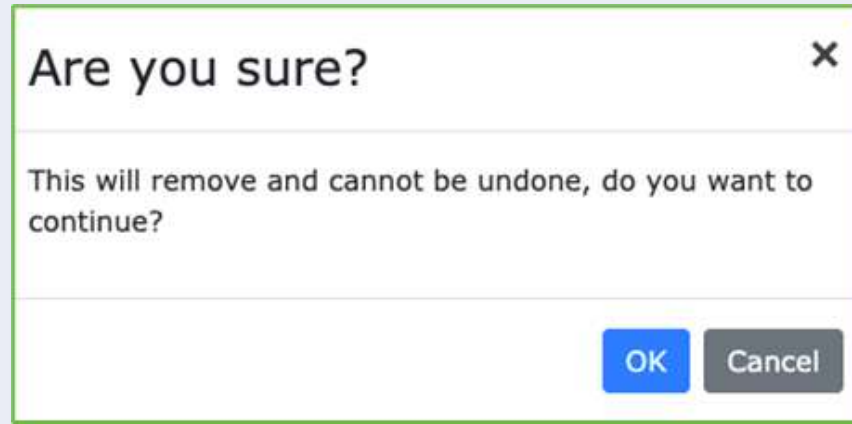 Are you sure?
This will remove and cannot be undone, do you want to
continue?
OK Cancel